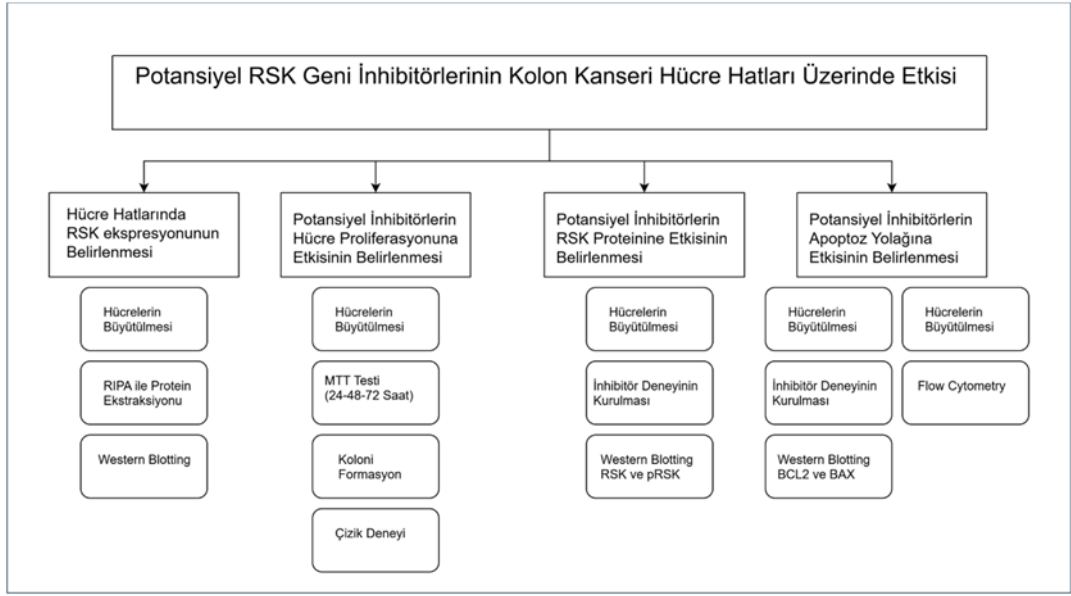 Potansiyel RSK Geni İnhibitörlerinin Kolon Kanseri Hücre Hatları Üzerinde Etkisi
Hücre Hatlarında
RSK ekspresyonunun
Belirlenmesi
Hücrelerin
Büyütülmesi
RIPA ile Protein
Ekstraksiyonu
Western Blotting
Potansiyel İnhibitörlerin
Hücre Proliferasyonuna
Etkisinin Belirlenmesi
Hücrelerin
Büyütülmesi
MTT Testi
(24-48-72 Saat)
Koloni
Formasyon
Çizik Deneyi
Potansiyel İnhibitörlerin
RSK Proteinine Etkisinin
Belirlenmesi
Hücrelerin
Büyütülmesi
İnhibitör Deneyinin
Kurulması
Western Blotting
RSK ve pRSK
Potansiyel İnhibitörlerin
Apoptoz Yolağına
Etkisinin Belirlenmesi
Hücrelerin
Büyütülmesi
İnhibitör Deneyinin
Kurulması
Western Blotting
BCL2 ve BAX
Hücrelerin
Büyütülmesi
Flow Cytometry